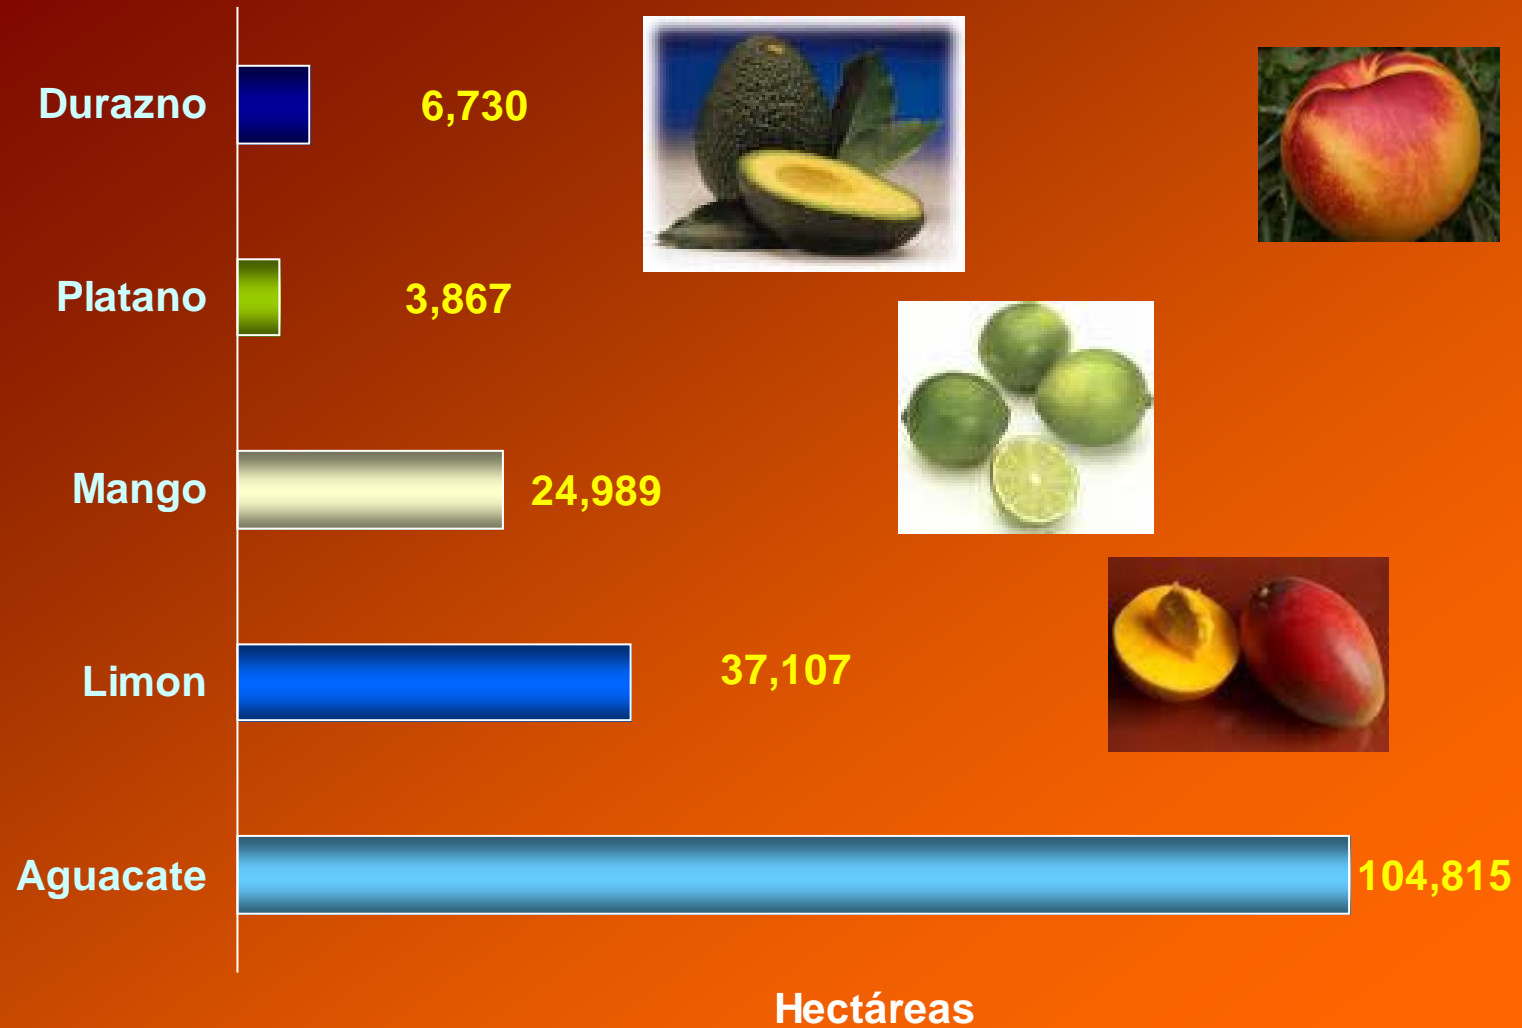 Durazno 6,730
Platano 3,867
Mango 24,989
Limon 37,107
Aguacate 104,815
Hectáreas